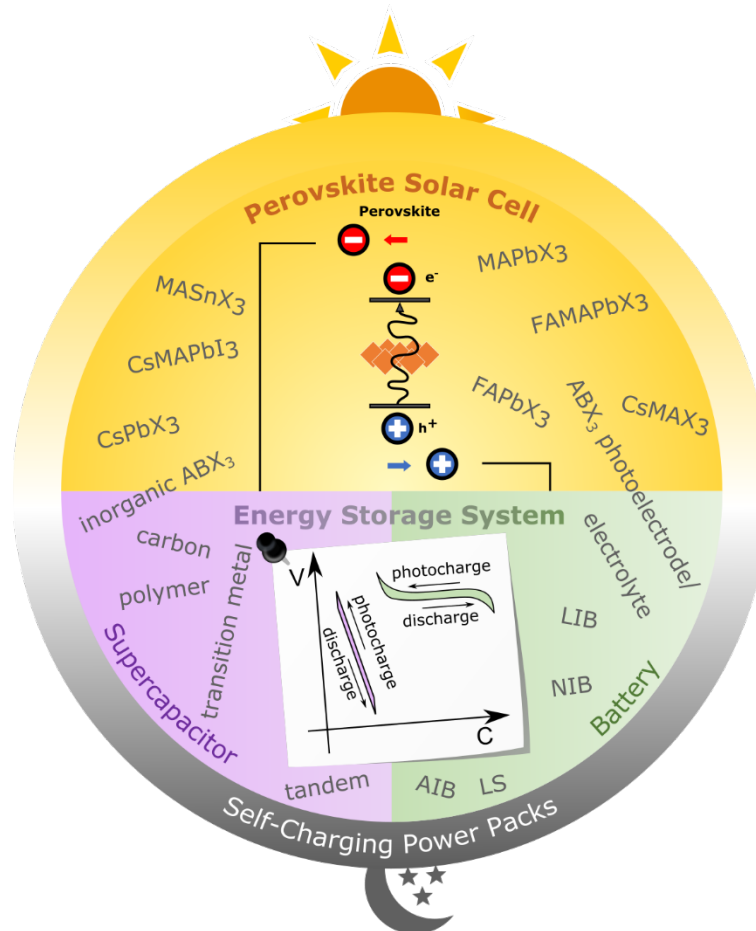 Perovskite Solar Cell
Perovskite
e⁻
h⁺
MASnX₃
CsMAPbI₃
CsPbX₃
inorganic ABX₃
MAPbX₃
FAMAPbX₃
FAPbX₃
CsMAX₃
ABX₃ photoelectrode/
electrolyte
Energy Storage System
carbon
polymer
transition metal
Supercapacitor
tandem
V
photocharge
discharge
photocharge
discharge
C
LIB
NIB
Battery
AIB
LS
Self-Charging Power Packs